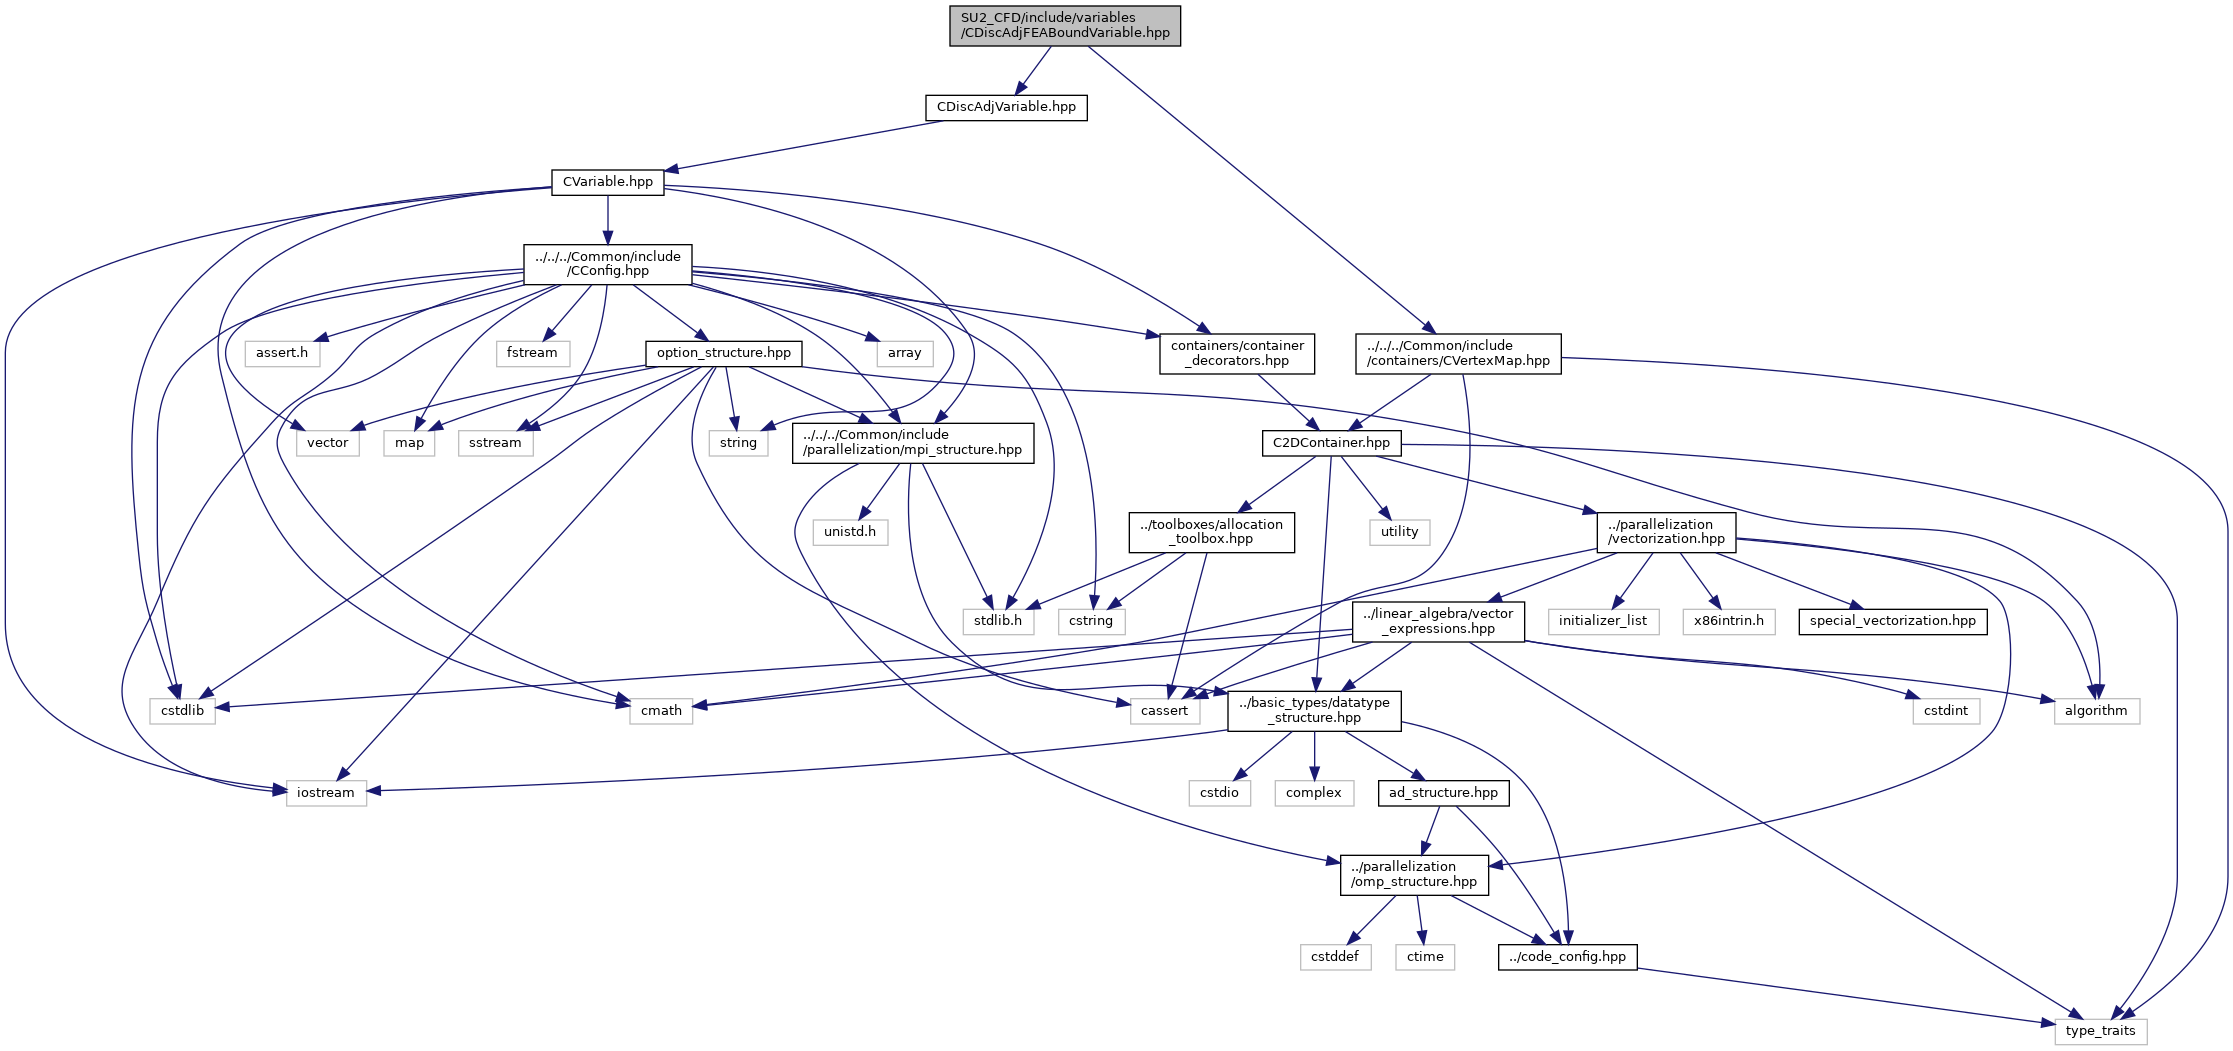 SU2_CFD/include/variables
/CDiscAdjFEABoundVariable.hpp
CDiscAdjVariable.hpp
CVariable.hpp
../../../Common/include
/CConfig.hpp
assert.h
fstream
option_structure.hpp
array
containers/container
_decorators.hpp
../../../Common/include
/containers/CVertexMap.hpp
vector
map
sstream
string
../../../Common/include
/parallelization/mpi_structure.hpp
C2DContainer.hpp
unistd.h
../toolboxes/allocation
_toolbox.hpp
utility
../parallelization
/vectorization.hpp
stdlib.h
cstring
../linear_algebra/vector
_expressions.hpp
initializer_list
x86intrin.h
special_vectorization.hpp
cstdlib
cmath
cassert
../basic_types/datatype
_structure.hpp
cstdint
algorithm
iostream
cstdio
complex
ad_structure.hpp
../parallelization
/omp_structure.hpp
cstddef
ctime
../code_config.hpp
type_traits